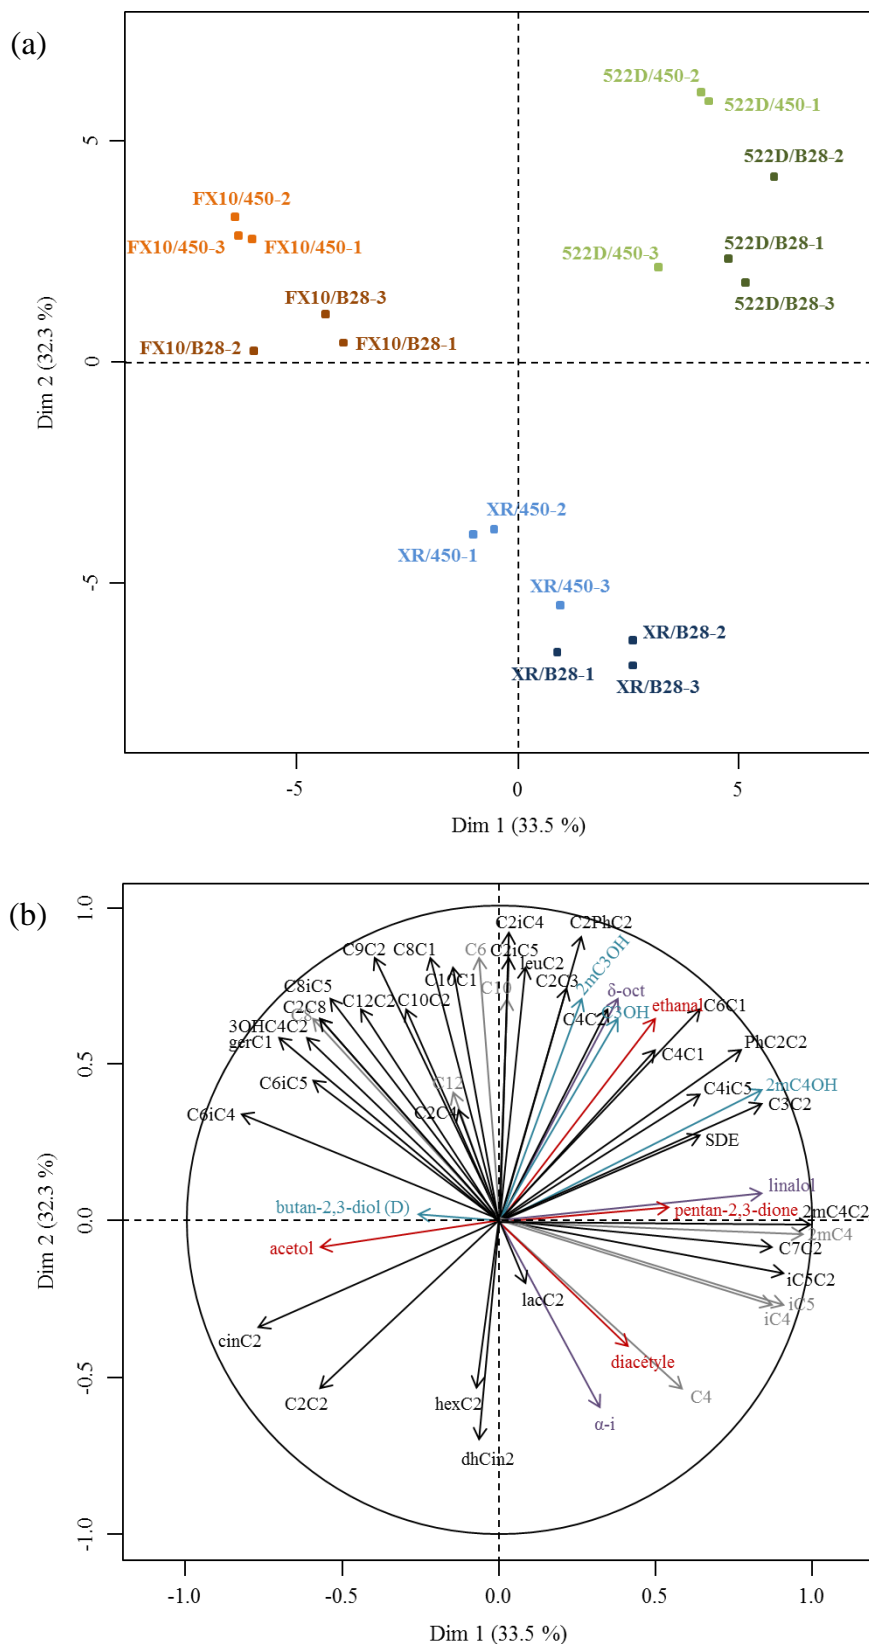 (a)
522D/450-2
522D/450-1
522D/B28-2
FX10/450-2
FX10/450-3 FX10/450-1
522D/B28-1
522D/450-3
FX10/B28-3
522D/B28-3
FX10/B28-2
FX10/B28-1
XR/450-2
XR/450-1
XR/450-3
XR/B28-2
XR/B28-1
XR/B28-3
5
0
-5
Dim 2 (32.3 %)
-5 0 5
Dim 1 (33.5 %)
(b)
C2iC4 C2PhC2
C9C2 C8C1 C6 C2iC5
leuC2
2mC3OH
C8iC5 C10C1 C10 C2C3 δ-oct
C2C8 C12C2 C10C2 C4C2 C3OH ethanal C6C1
C8
3OHC4C2
gerC1
PhC2C2
C4C1
C6iC5 C12 C4iC5 2mC4OH
C6iC4 C2C4 C3C2
SDE
linalol
butan-2,3-diol (D) pentan-2,3-dione 2mC4C2
acetol 2mC4
C7C2
iC5C2
lacC2 iC5
iC4
cinC2
diacétyle
C2C2 hexC2 C4
α-i
dhCin2
1.0
0.5
0.0
-0.5
-1.0
Dim 2 (32.3 %)
-1.0 -0.5 0.0 0.5 1.0
Dim 1 (33.5 %)